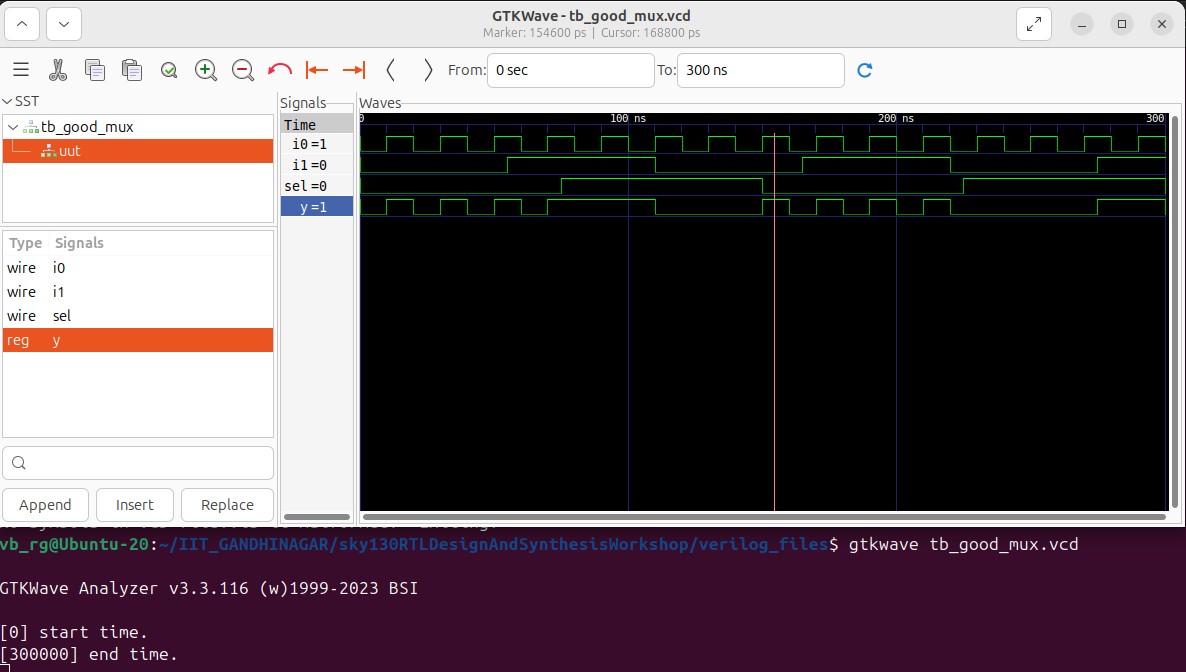 GTKWave - tb_good_mux.vcd
Marker: 154600 ps | Cursor: 168800 ps
From: 0 sec To: 300 ns
SST
tb_good_mux
uut
Type Signals
wire i0
wire i1
wire sel
reg y
Append Insert Replace
Signals
Time
i0 =1
i1 =0
sel =0
y =1
Waves
0 100 ns 200 ns 300
vb_rg@Ubuntu-20:~/IIT_GANDHINAGAR/sky130RTLDesignAndSynthesisWorkshop/verilog_files$ gtkwave tb_good_mux.vcd
GTKWave Analyzer v3.3.116 (w)1999-2023 BSI
[0] start time.
[300000] end time.